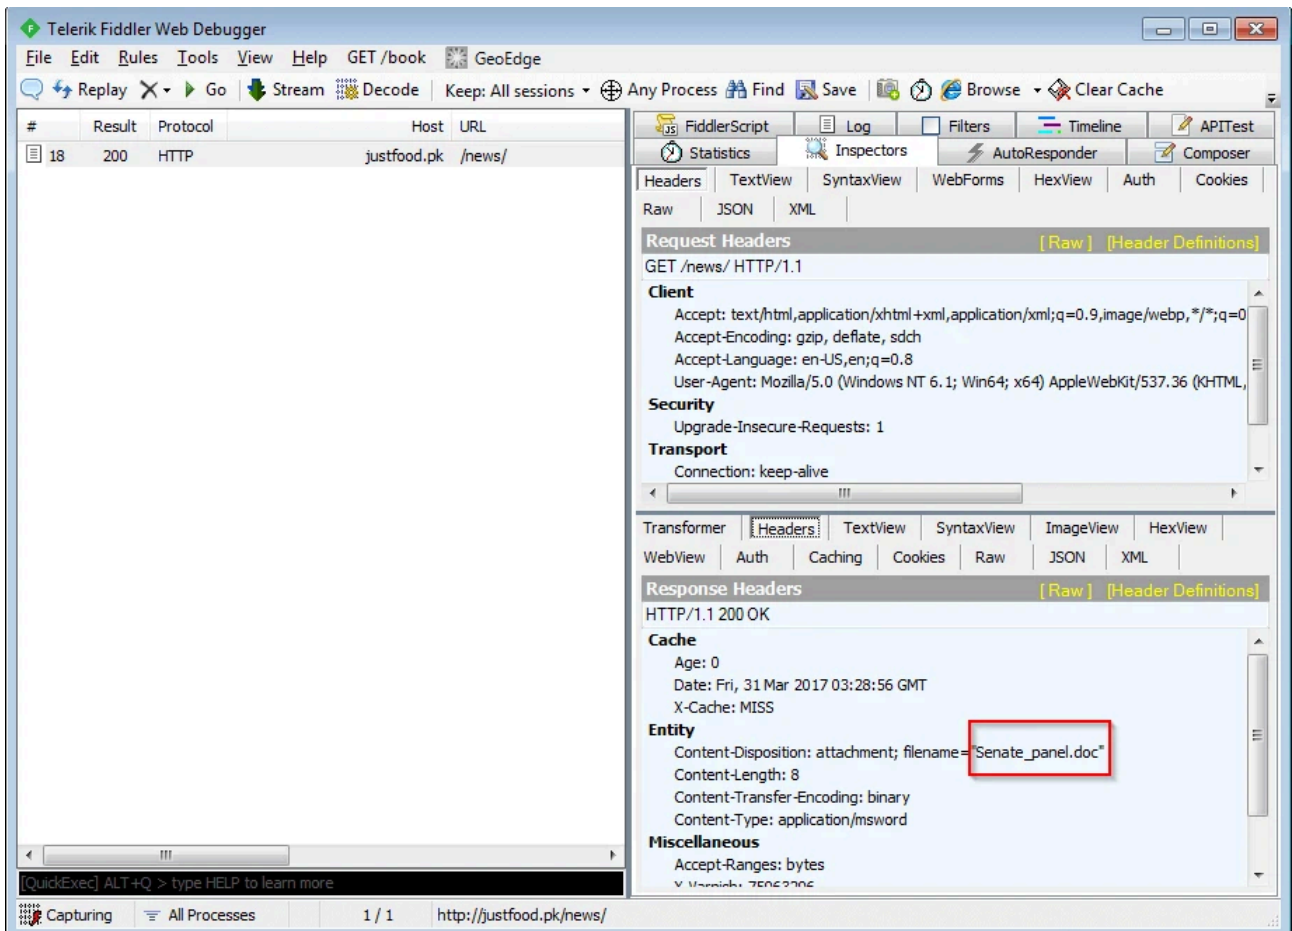 Telerik Fiddler Web Debugger
File Edit Rules Tools View Help GET /book GeoEdge
Replay Go Stream Decode Keep: All sessions Any Process Find Save Browse Clear Cache
# Result Protocol Host URL
18 200 HTTP justfood.pk /news/
FiddlerScript Log Filters Timeline APITest
Statistics Inspectors AutoResponder Composer
Headers TextView SyntaxView WebForms HexView Auth Cookies
Raw JSON XML
Request Headers [ Raw ] [Header Definitions]
GET /news/ HTTP/1.1
Client
Accept: text/html,application/xhtml+xml,application/xml;q=0.9,image/webp,*/*;q=0
Accept-Encoding: gzip, deflate, sdch
Accept-Language: en-US,en;q=0.8
User-Agent: Mozilla/5.0 (Windows NT 6.1; Win64; x64) AppleWebKit/537.36 (KHTML,
Security
Upgrade-Insecure-Requests: 1
Transport
Connection: keep-alive
Transformer Headers TextView SyntaxView ImageView HexView
WebView Auth Caching Cookies Raw JSON XML
Response Headers [ Raw ] [Header Definitions]
HTTP/1.1 200 OK
Cache
Age: 0
Date: Fri, 31 Mar 2017 03:28:56 GMT
X-Cache: MISS
Entity
Content-Disposition: attachment; filename="Senate_panel.doc"
Content-Length: 8
Content-Transfer-Encoding: binary
Content-Type: application/msword
Miscellaneous
Accept-Ranges: bytes
[QuickExec] ALT+Q > type HELP to learn more
Capturing All Processes 1 / 1 http://justfood.pk/news/